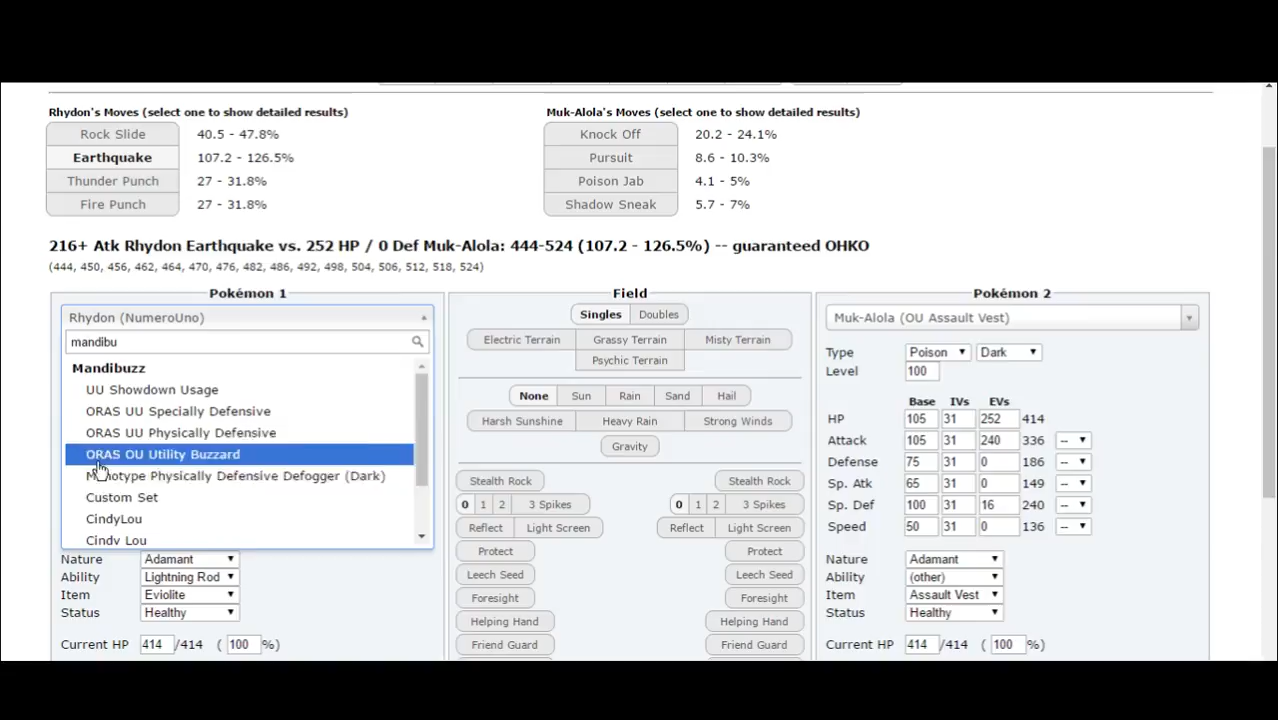 Rhydon's Moves (select one to show detailed results)
Rock Slide 40.5 - 47.8%
Earthquake 107.2 - 126.5%
Thunder Punch 27 - 31.8%
Fire Punch 27 - 31.8%
Muk-Alola's Moves (select one to show detailed results)
Knock Off 20.2 - 24.1%
Pursuit 8.6 - 10.3%
Poison Jab 4.1 - 5%
Shadow Sneak 5.7 - 7%
216+ Atk Rhydon Earthquake vs. 252 HP / 0 Def Muk-Alola: 444-524 (107.2 - 126.5%) -- guaranteed OHKO
(444, 450, 456, 462, 464, 470, 476, 482, 486, 492, 498, 504, 506, 512, 518, 524)
Pokémon 1
Rhydon (NumeroUno)
mandibu
Mandibuzz
UU Showdown Usage
ORAS UU Specially Defensive
ORAS UU Physically Defensive
ORAS OU Utility Buzzard
Monotype Physically Defensive Defogger (Dark)
Custom Set
CindyLou
Cindy Lou
Nature Adamant
Ability Lightning Rod
Item Eviolite
Status Healthy
Current HP 414 /414 ( 100 %)
Field
Singles Doubles
Electric Terrain Grassy Terrain Misty Terrain
Psychic Terrain
None Sun Rain Sand Hail
Harsh Sunshine Heavy Rain Strong Winds
Gravity
Stealth Rock Stealth Rock
0 1 2 3 Spikes 0 1 2 3 Spikes
Reflect Light Screen Reflect Light Screen
Protect Protect
Leech Seed Leech Seed
Foresight Foresight
Helping Hand Helping Hand
Friend Guard Friend Guard
Pokémon 2
Muk-Alola (OU Assault Vest)
Type Poison Dark
Level 100
Base IVs EVs
HP 105 31 252 414
Attack 105 31 240 336 --
Defense 75 31 0 186 --
Sp. Atk 65 31 0 149 --
Sp. Def 100 31 16 240 --
Speed 50 31 0 136 --
Nature Adamant
Ability (other)
Item Assault Vest
Status Healthy
Current HP 414 /414 ( 100 %)